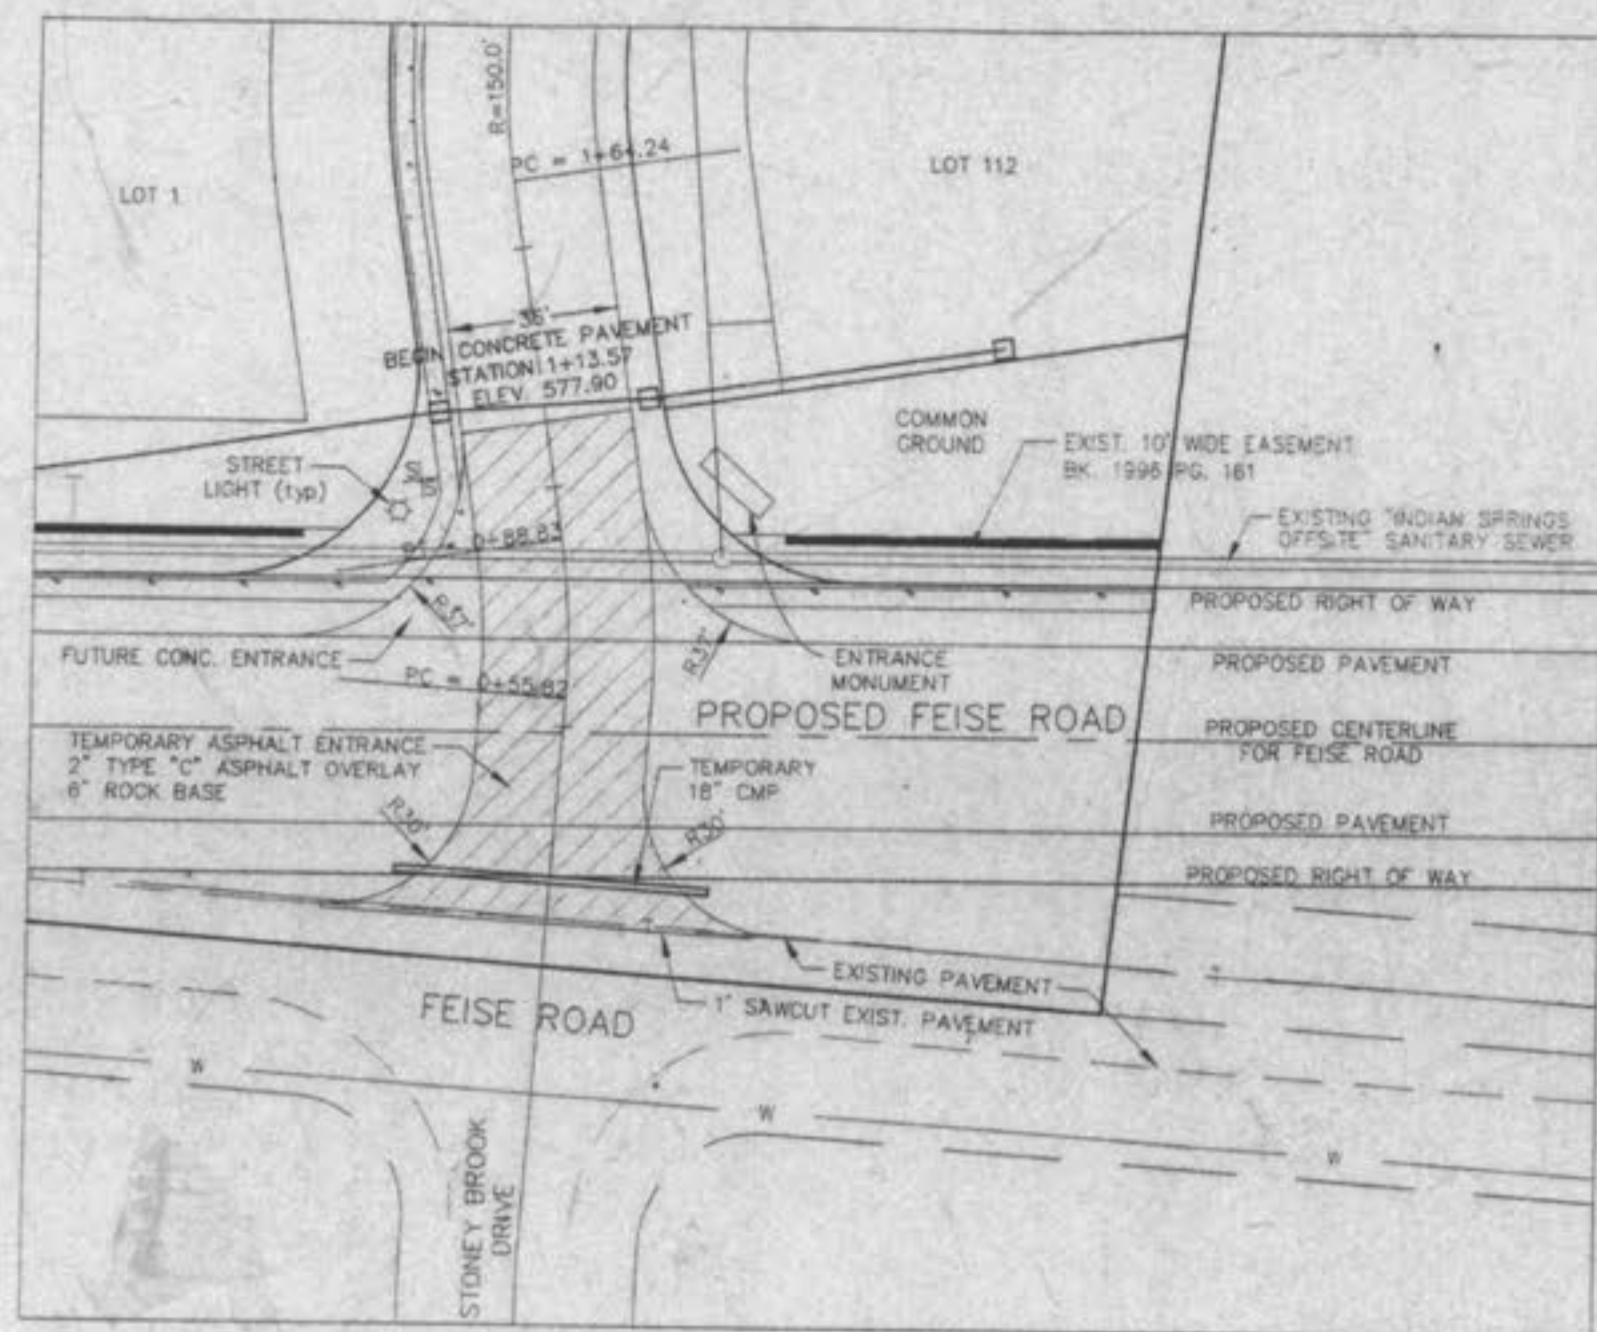 R=150.0'
PC = 1+64.24
LOT 1
LOT 112
36'
BEGIN CONCRETE PAVEMENT
STATION 1+13.57
ELEV. 577.90
COMMON
GROUND
EXIST. 10' WIDE EASEMENT
BK. 1996 PG. 161
STREET
LIGHT (typ)
EXISTING "INDIAN SPRINGS
OFFSITE" SANITARY SEWER
0+88.83
R37'
PROPOSED RIGHT OF WAY
FUTURE CONC. ENTRANCE
R37'
ENTRANCE
MONUMENT
PROPOSED PAVEMENT
PC = 0+55.82
PROPOSED FEISE ROAD
PROPOSED CENTERLINE
FOR FEISE ROAD
TEMPORARY ASPHALT ENTRANCE
2" TYPE "C" ASPHALT OVERLAY
6" ROCK BASE
TEMPORARY
18" CMP
R30'
R30'
PROPOSED PAVEMENT
PROPOSED RIGHT OF WAY
EXISTING PAVEMENT
1" SAWCUT EXIST. PAVEMENT
FEISE ROAD
W
W
W
STONEY BROOK
DRIVE